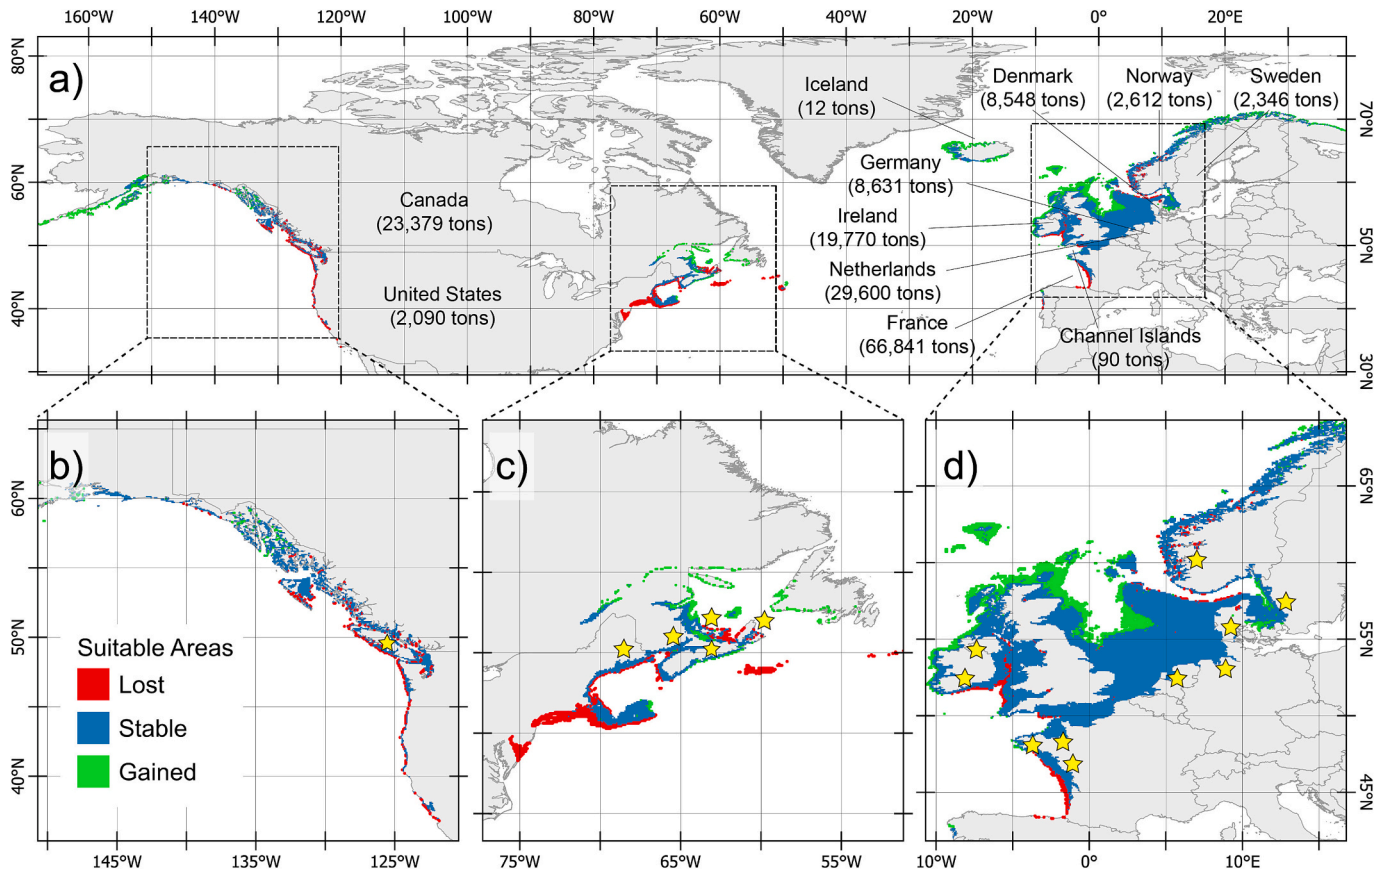 160°W 140°W 120°W 100°W 80°W 60°W 40°W 20°W 0° 20°E
80°N
60°N
40°N
70°N
50°N
30°N
a)
Iceland
(12 tons)
Denmark
(8,548 tons)
Norway
(2,612 tons)
Sweden
(2,346 tons)
Germany
(8,631 tons)
Canada
(23,379 tons)
Ireland
(19,770 tons)
Netherlands
(29,600 tons)
United States
(2,090 tons)
France
(66,841 tons)
Channel Islands
(90 tons)
b)
60°N
50°N
40°N
Suitable Areas
Lost
Stable
Gained
145°W 135°W 125°W
c)
75°W 65°W 55°W
d)
65°N
55°N
45°N
10°W 0° 10°E